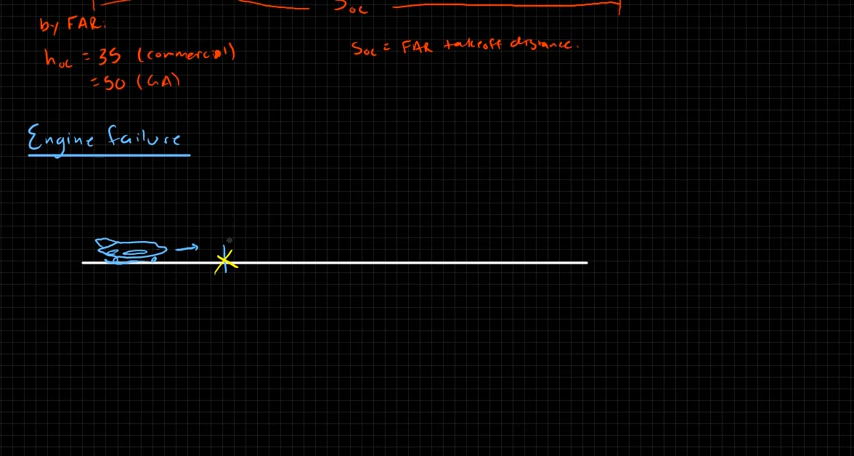 S_oc
by FAR:
h_oc = 35 (commercial)
S_oc = FAR takeoff distance.
= 50 (GA)
Engine failure